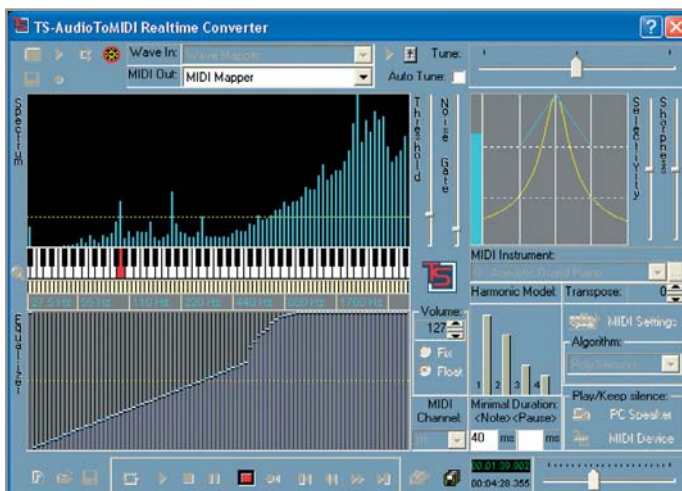 TS-AudioToMIDI Realtime Converter
Wave In: Wave Mapper
Tune:
MIDI Out: MIDI Mapper
Auto Tune:
Spectrum
Threshold
Noise Gate
Selectivity
Sharpness
TS
MIDI Instrument:
0 - Acoustic Grand Piano
Harmonic Model:
Transpose: 0
27,5 Hz 55 Hz 110 Hz 220 Hz 440 Hz 880 Hz 1760 Hz
Equalizer
Volume:
127
Fix
Float
1 2 3 4
MIDI Settings
Algorithm:
MIDI Channel:
Minimal Duration:
<Note> <Pause>
40 ms ms
Play/Keep silence:
PC Speaker
MIDI Device
00:01:39.902
00:04:28.355